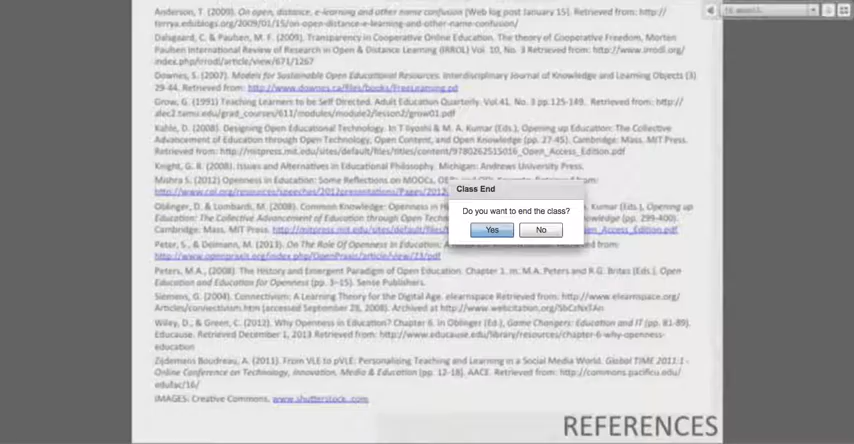 Anderson, T. (2009). On open, distance, e-learning and other name confusion [Web log post January 15]. Retrieved from: http://
terrya.edublogs.org/2009/01/15/on-open-distance-e-learning-and-other-name-confusion/
Dalsgaard, C. & Paulsen, M. F. (2009). Transparency in Cooperative Online Education. The theory of Cooperative Freedom, Morten
Paulsen International Review of Research in Open & Distance Learning (IRROL) Vol. 10, No. 3 Retrieved from: http://www.irrodl.org/
index.php/irrodl/article/view/671/1267
Downes, S. (2007). Models for Sustainable Open Educational Resources. Interdisciplinary Journal of Knowledge and Learning Objects (3)
29-44. Retrieved from: http://www.downes.ca/files/books/FreeLearning.pd
Grow, G. (1991) Teaching Learners to be Self Directed. Adult Education Quarterly. Vol.41, No. 3 pp.125-149. Retrieved from: http://
alec2.tamu.edu/grad_courses/611/modules/module2/lesson2/grow01.pdf
Kahle, D. (2008). Designing Open Educational Technology. In T Iiyoshi & M. A. Kumar (Eds.), Opening up Education: The Collective
Advancement of Education through Open Technology, Open Content, and Open Knowledge (pp. 27-45). Cambridge: Mass. MIT Press.
Retrieved from: http://mitpress.mit.edu/sites/default/files/titles/content/9780262515016_Open_Access_Edition.pdf
Knight, G. R. (2008). Issues and Alternatives in Educational Philosophy. Michigan: Andrews University Press.
Mishra S. (2012) Openness in Education: Some Reflections on MOOCs,
http://www.col.org/resources/speeches/2012presentations/Pages/2012
Class End
Do you want to end the class?
Yes No
Oblinger, D. & Lombardi, M. (2008). Common Knowledge: Openness in Hi Kumar (Eds.), Opening up
Education: The Collective Advancement of Education through Open Tech (pp. 299-400).
Cambridge: Mass. MIT Press. http://mitpress.mit.edu/sites/default/files/ Open_Access_Edition.pdf
Peter, S., & Deimann, M. (2013). On The Role Of Openness in Education: from:
http://www.openpraxis.org/index.php/OpenPraxis/article/view/23/pdf
Peters, M.A., (2008). The History and Emergent Paradigm of Open Education. Chapter 1. In: M.A. Peters and R.G. Britas (Eds.), Open
Education and Education for Openness (pp. 3–15). Sense Publishers.
Siemens, G. (2004). Connectivism: A Learning Theory for the Digital Age. elearnspace Retrieved from: http://www.elearnspace.org/
Articles/connectivism.htm (accessed September 28, 2008). Archived at http://www.webcitation.org/
Wiley, D., & Green, C. (2012). Why Openness in Education? Chapter 6. In Oblinger (Ed.), Game Changers: Education and IT (pp. 81-89).
Educause. Retrieved December 1, 2013 Retrieved from: http://www.educause.edu/library/resources/chapter-6-why-openness-
education
Zijdemans Boudreau, A. (2011). From VLE to pVLE: Personalising Teaching and Learning in a Social Media World. Global TIME 2011:1 -
Online Conference on Technology, Innovation, Media & Education (pp. 12-18). AACE. Retrieved from: http://commons.pacificu.edu/
edufac/16/
IMAGES: Creative Commons, www.shutterstock.com
REFERENCES